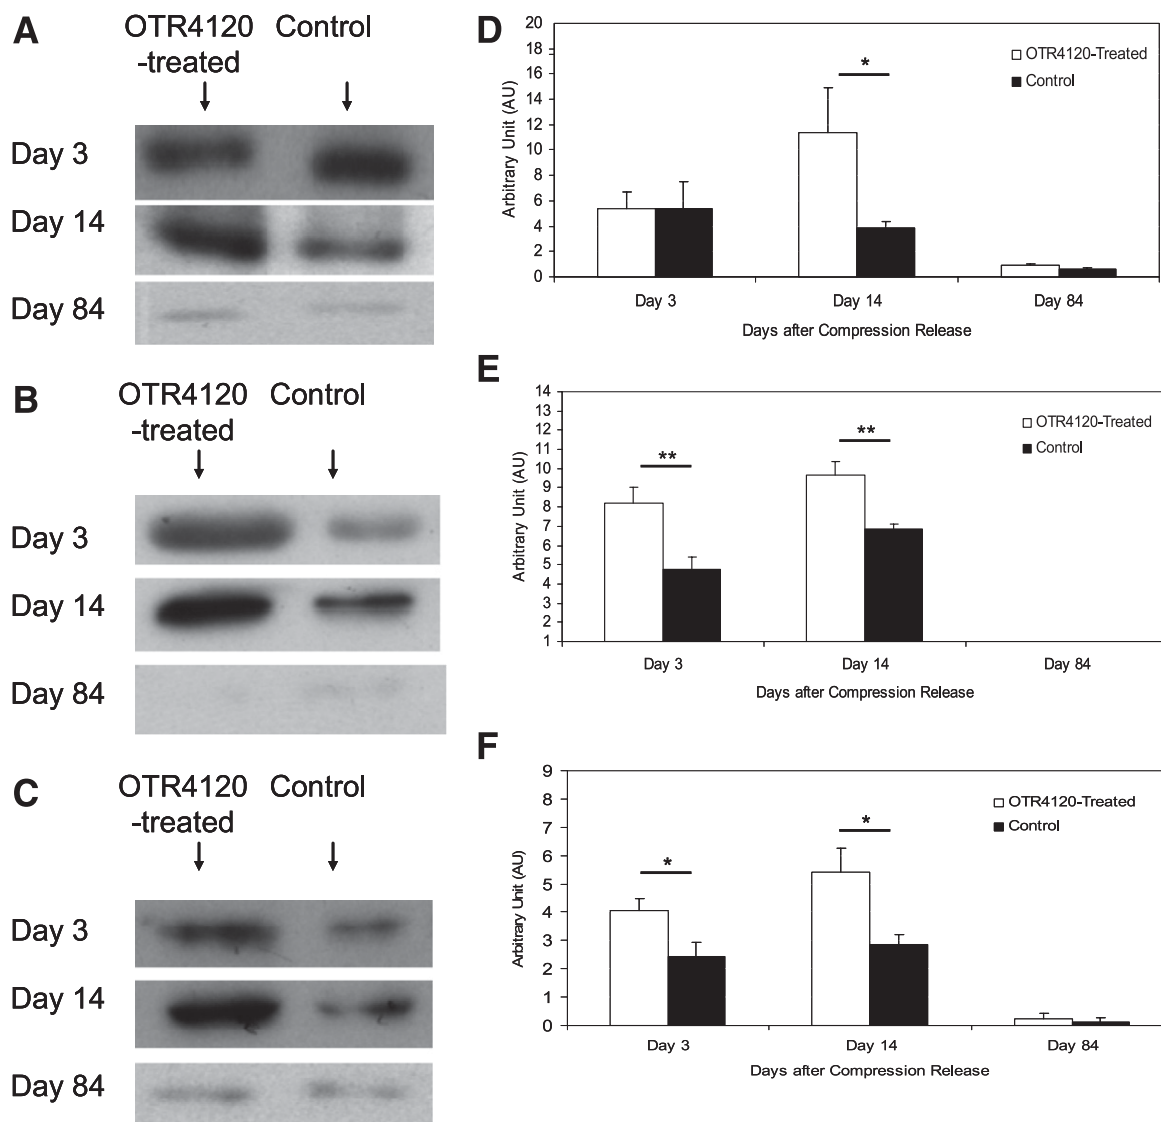 A
OTR4120 Control
-treated
Day 3
Day 14
Day 84
B
OTR4120 Control
-treated
Day 3
Day 14
Day 84
C
OTR4120 Control
-treated
Day 3
Day 14
Day 84
D
20
18
18
16
14
12
10
8
6
4
2
0
Arbitrary Unit (AU)
OTR4120-Treated
Control
*
Day 3 Day 14 Day 84
Days after Compression Release
E
14
13
12
11
10
9
8
7
6
5
4
3
2
1
Arbitrary Unit (AU)
OTR4120-Treated
Control
**
**
Day 3 Day 14 Day 84
Days after Compression Release
F
9
8
7
6
5
4
3
2
1
0
Arbitrary Unit (AU)
OTR4120-Treated
Control
*
*
Day 3 Day 14 Day 84
Days after Compression Release